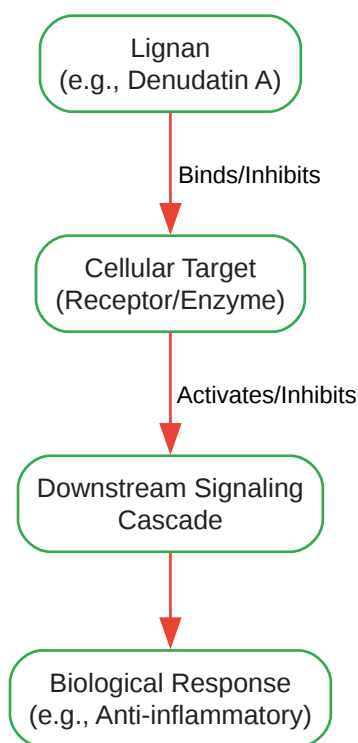 Lignan
(e.g., Denudatin A)
Binds/Inhibits
Cellular Target
(Receptor/Enzyme)
Activates/Inhibits
Downstream Signaling
Cascade
Biological Response
(e.g., Anti-inflammatory)